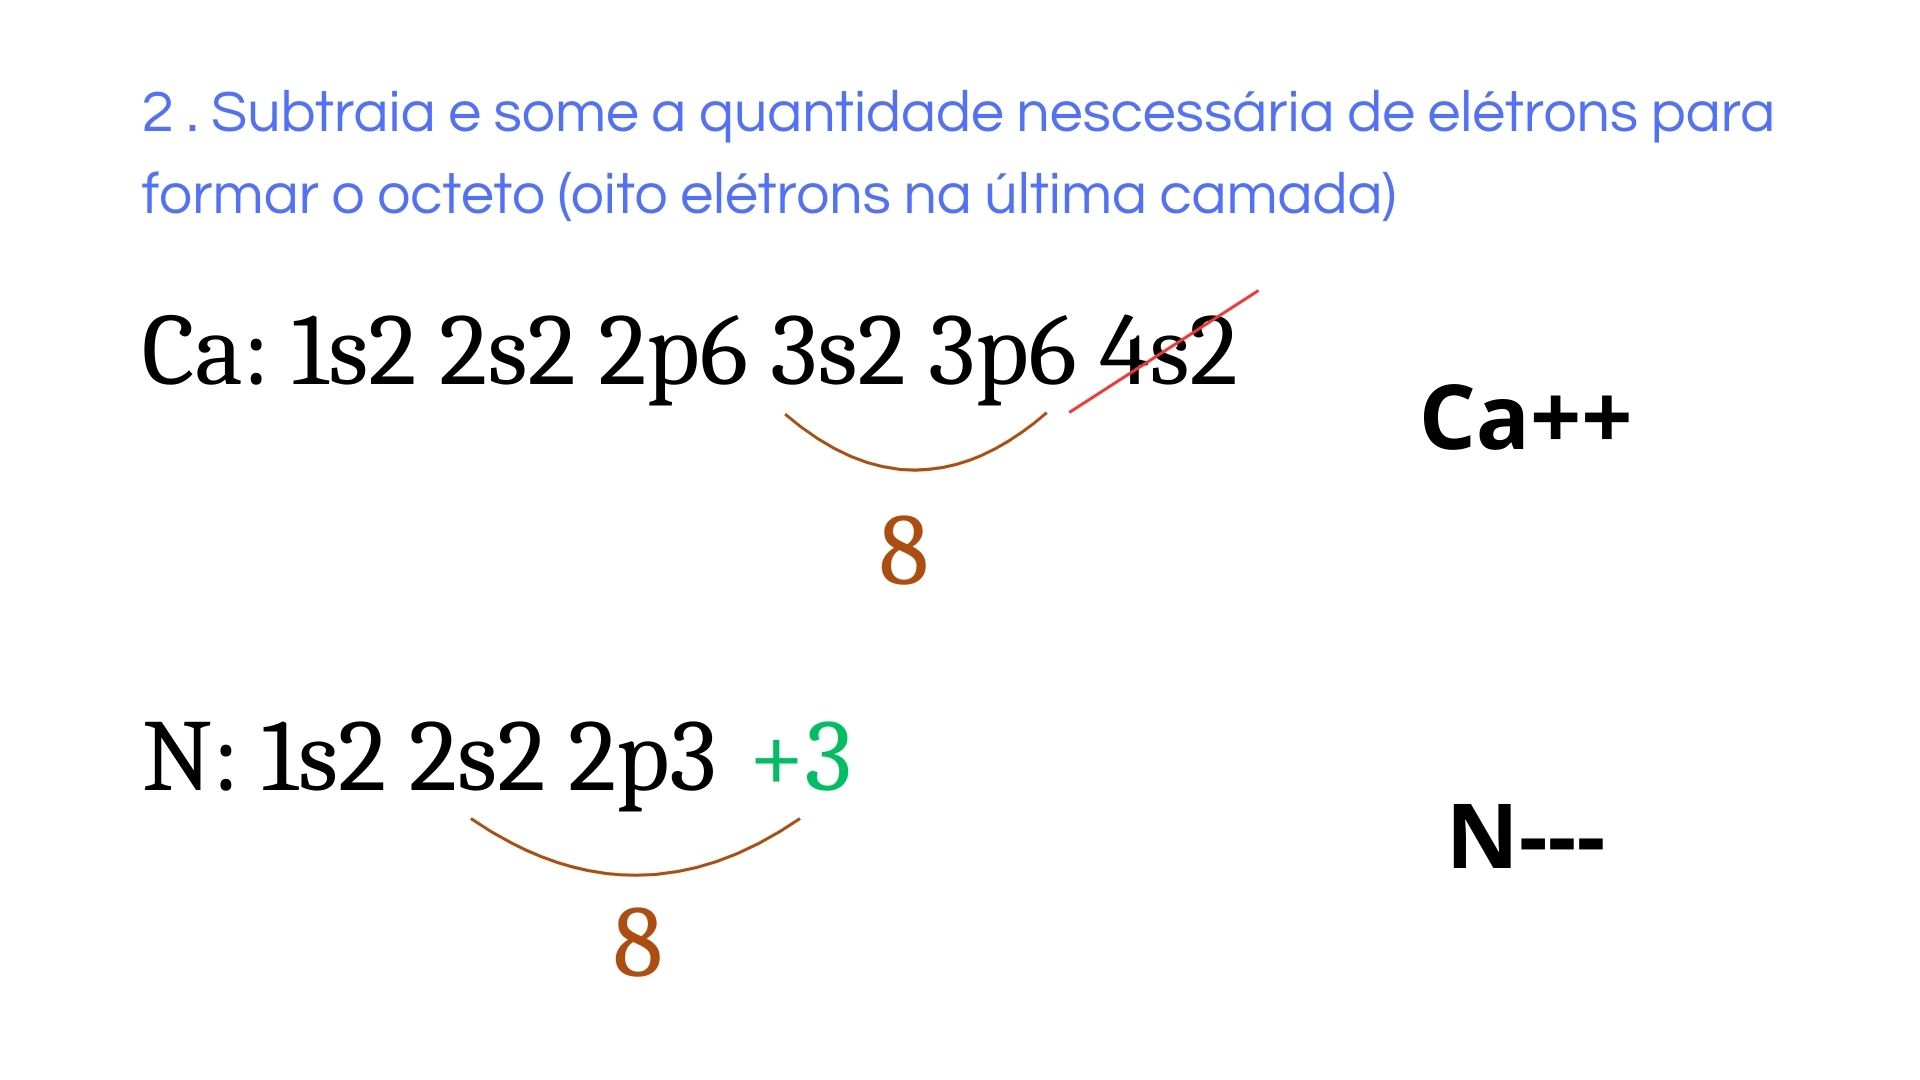 2 . Subtraia e some a quantidade nescessária de elétrons para
formar o octeto (oito elétrons na última camada)
Ca: 1s2 2s2 2p6 3s2 3p6 4s2
Ca++
8
N: 1s2 2s2 2p3 +3
N---
8